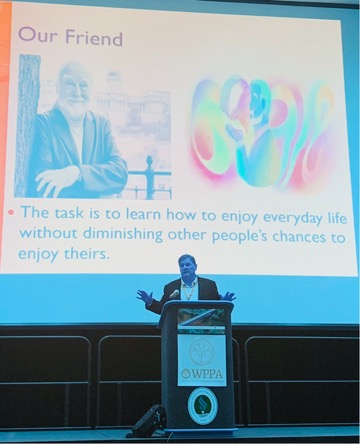 Our Friend
• The task is to learn how to enjoy everyday life
without diminishing other people's chances to
enjoy theirs.
WPPA